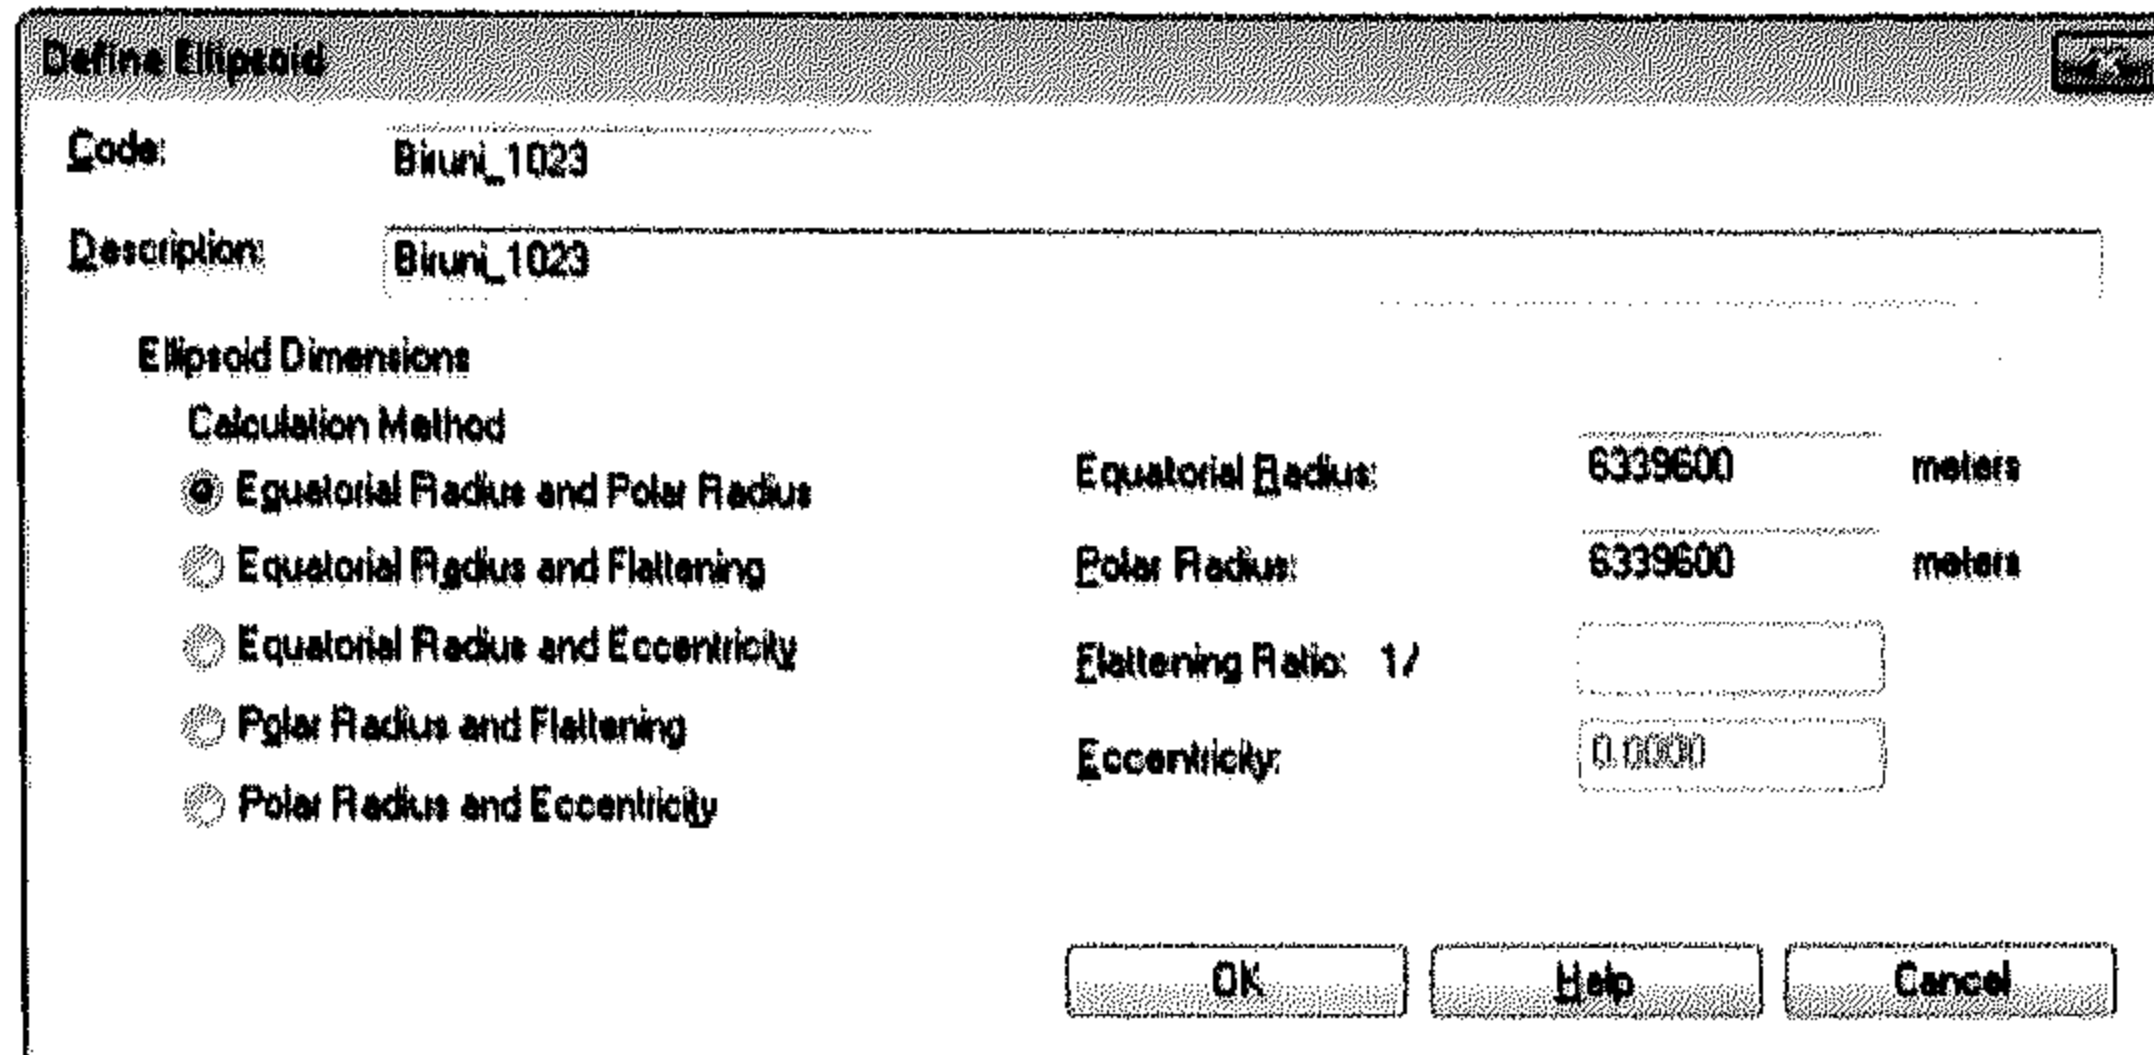 Define Ellipsoid
Code: Biruni_1023
Description: Biruni_1023
Ellipsoid Dimensions
Calculation Method
Equatorial Radius and Polar Radius
Equatorial Radius and Flattening
Equatorial Radius and Eccentricity
Polar Radius and Flattening
Polar Radius and Eccentricity
Equatorial Radius: 6339600 meters
Polar Radius: 6339600 meters
Flattening Ratio: 1/
Eccentricity: 0.0000
OK Help Cancel